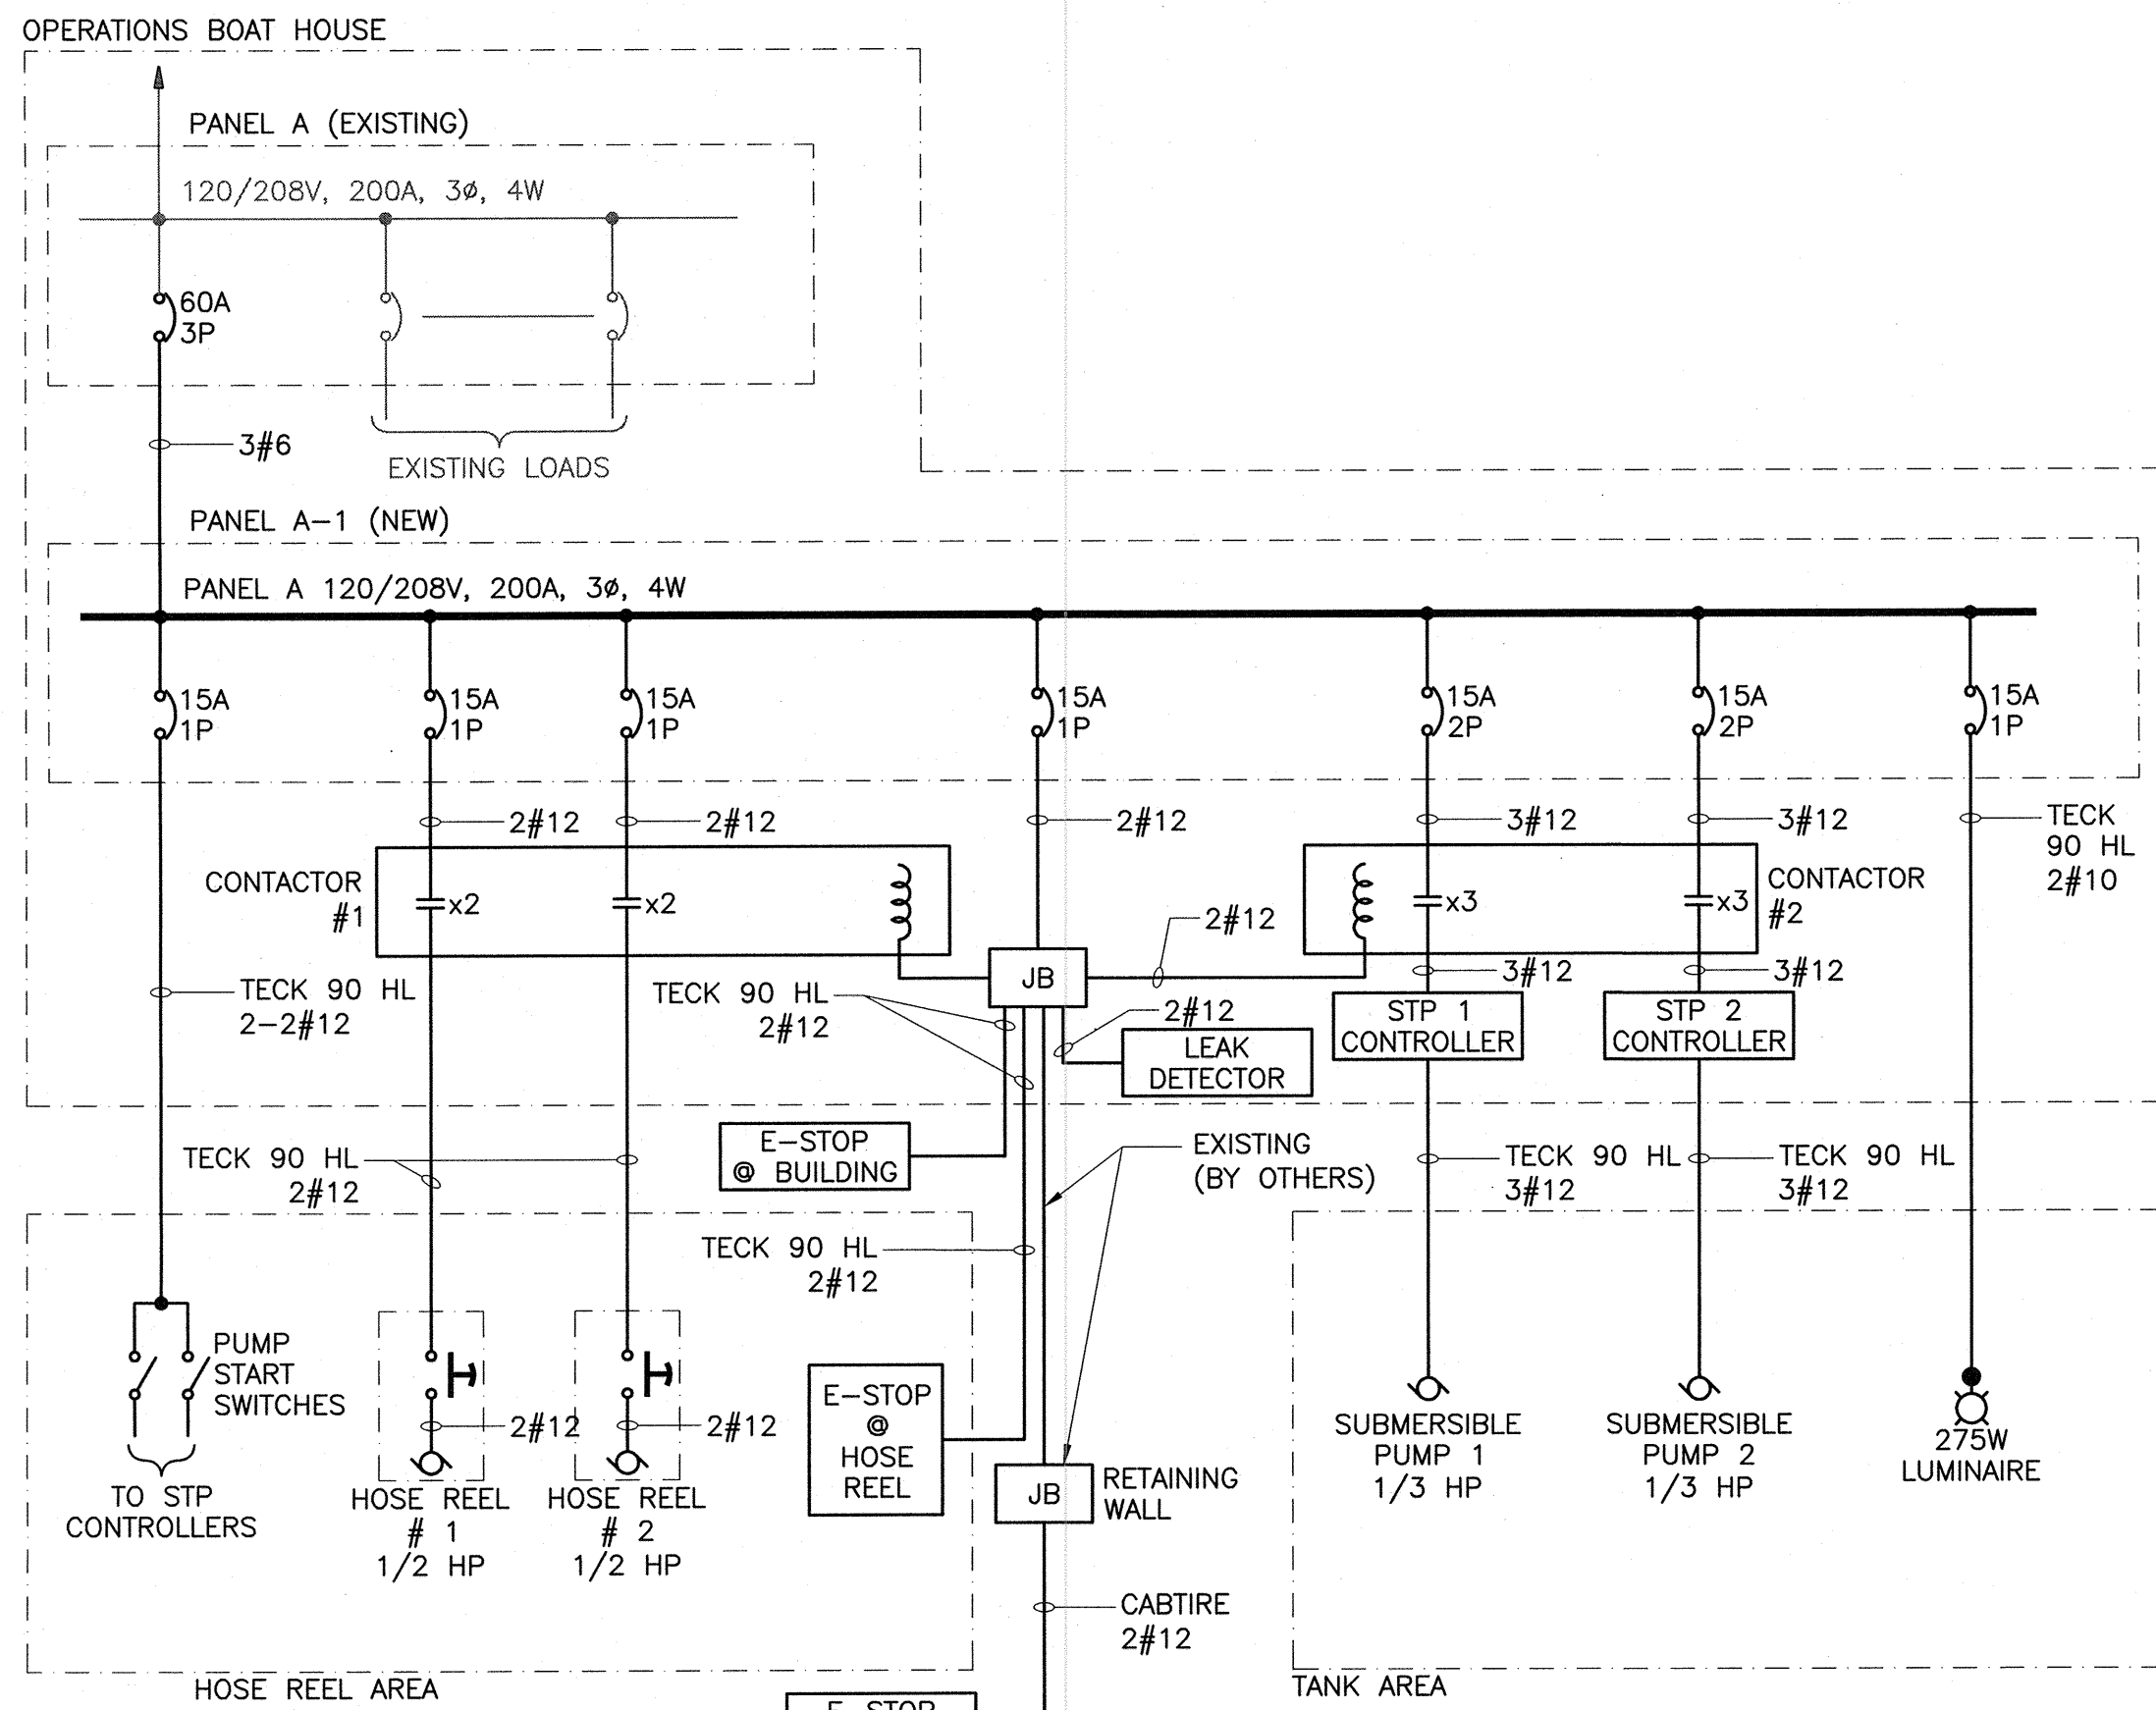 OPERATIONS BOAT HOUSE
PANEL A (EXISTING)
120/208V, 200A, 3ø, 4W
60A
3P
3#6
EXISTING LOADS
PANEL A-1 (NEW)
PANEL A 120/208V, 200A, 3ø, 4W
15A
1P
15A
1P
15A
1P
15A
1P
15A
2P
15A
2P
15A
1P
2#12
2#12
2#12
3#12
3#12
TECK
90 HL
2#10
CONTACTOR
#1
x2
x2
x3
x3
CONTACTOR
#2
2#12
TECK 90 HL
2-2#12
TECK 90 HL
2#12
JB
2#12
LEAK
DETECTOR
3#12
3#12
STP 1
CONTROLLER
STP 2
CONTROLLER
TECK 90 HL
2#12
E-STOP
@ BUILDING
EXISTING
(BY OTHERS)
TECK 90 HL
3#12
TECK 90 HL
3#12
TECK 90 HL
2#12
PUMP
START
SWITCHES
TO STP
CONTROLLERS
2#12
2#12
HOSE REEL
# 1
1/2 HP
HOSE REEL
# 2
1/2 HP
E-STOP
@
HOSE
REEL
JB
RETAINING
WALL
SUBMERSIBLE
PUMP 1
1/3 HP
SUBMERSIBLE
PUMP 2
1/3 HP
275W
LUMINAIRE
CABTIRE
2#12
HOSE REEL AREA
TANK AREA
E-STOP